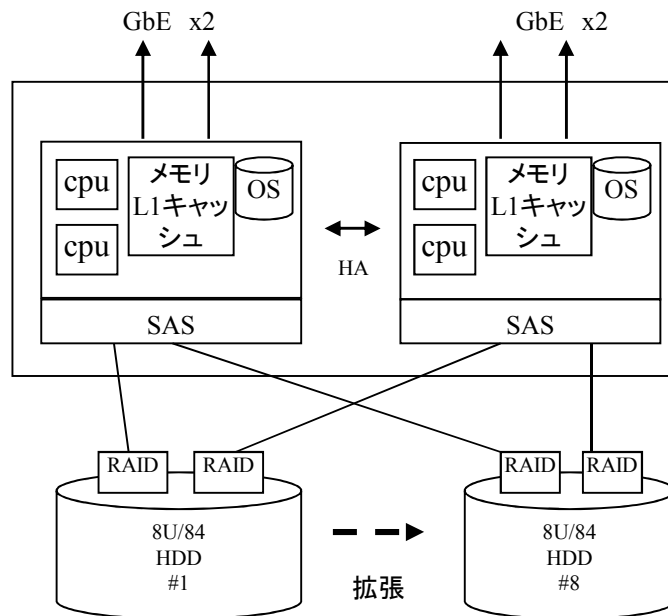 GbE x2
GbE x2
cpu
cpu
メモリ
L1キャッ
シュ
OS
SAS
HA
cpu
cpu
メモリ
L1キャッ
シュ
OS
SAS
RAID
RAID
RAID
RAID
8U/84
HDD
#1
拡張
8U/84
HDD
#8